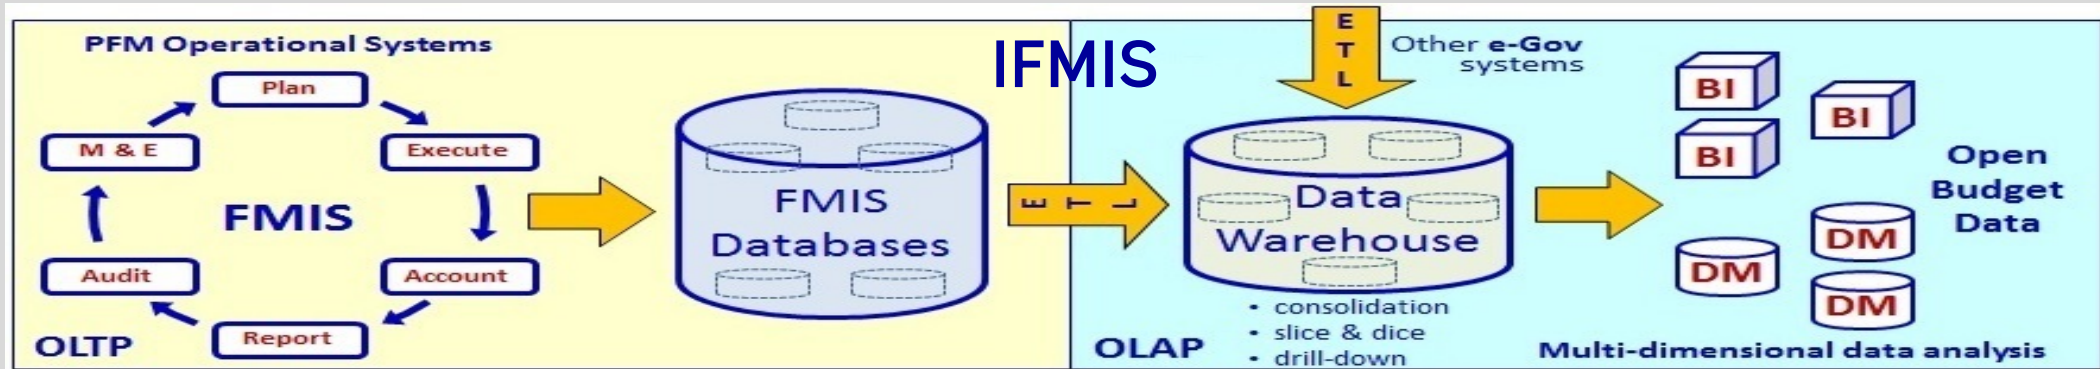 PFM Operational Systems
Plan
Execute
Account
Report
Audit
M & E
FMIS
OLTP
FMIS
Databases
IFMIS
E T L
E
T
L
Other e-Gov
systems
Data
Warehouse
• consolidation
• slice & dice
• drill-down
OLAP
BI
BI
BI
DM
DM
DM
Open
Budget
Data
Multi-dimensional data analysis